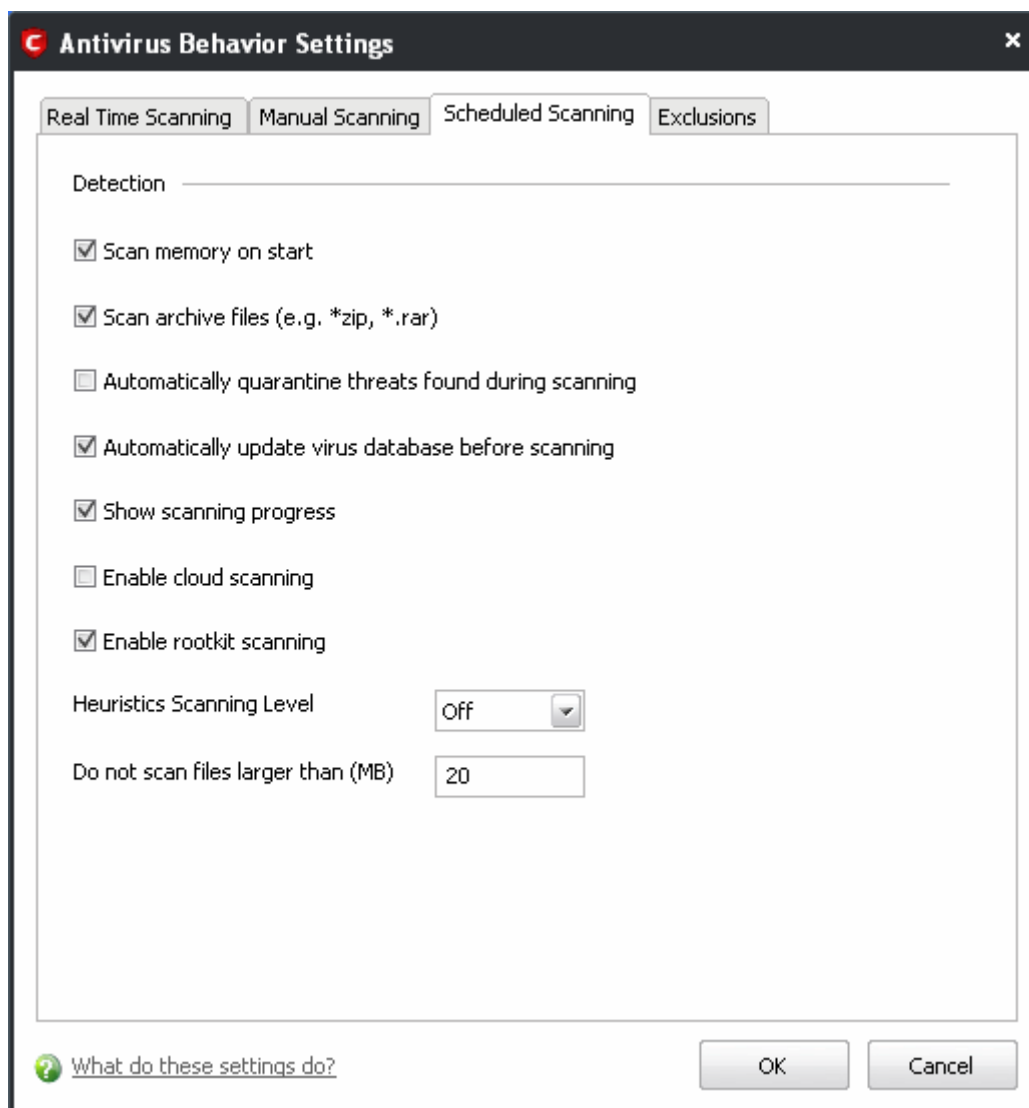 Antivirus Behavior Settings
Real Time Scanning
Manual Scanning
Scheduled Scanning
Exclusions
Detection
Scan memory on start
Scan archive files (e.g. *zip, *.rar)
Automatically quarantine threats found during scanning
Automatically update virus database before scanning
Show scanning progress
Enable cloud scanning
Enable rootkit scanning
Heuristics Scanning Level Off
Do not scan files larger than (MB) 20
What do these settings do?
OK
Cancel